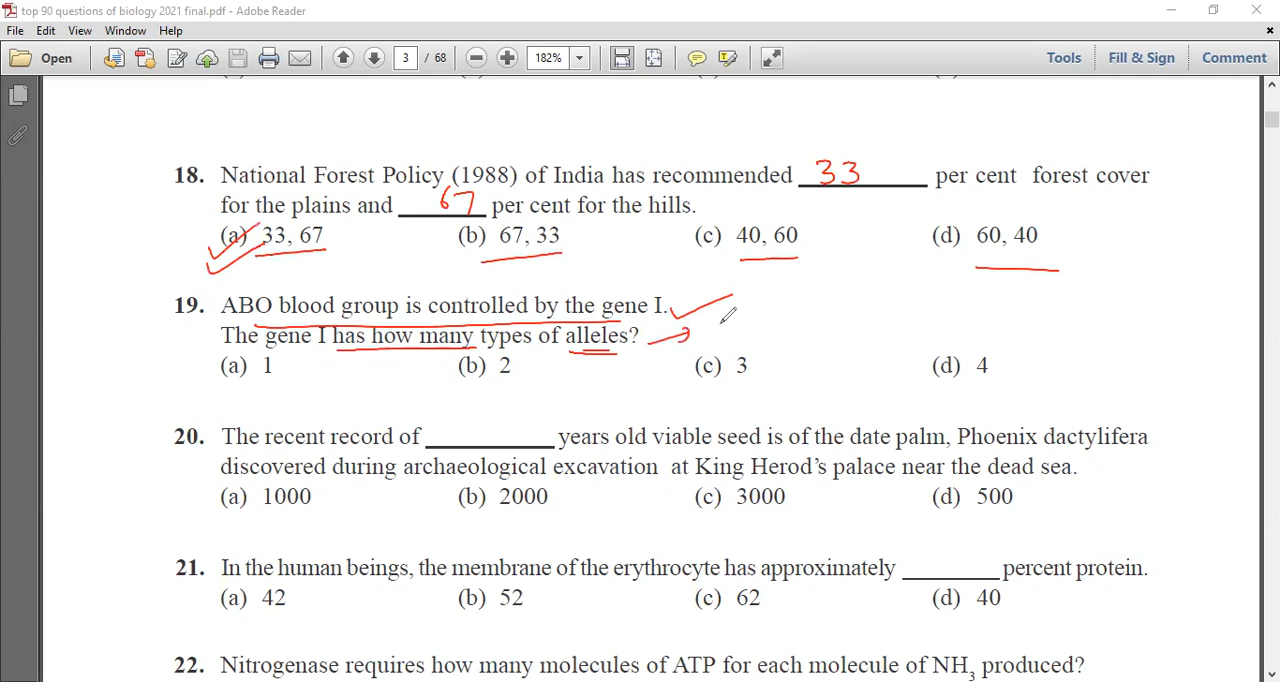 top 90 questions of biology 2021 final.pdf - Adobe Reader
File Edit View Window Help
Open 3 / 68 182% Tools Fill & Sign Comment
18. National Forest Policy (1988) of India has recommended 33 per cent forest cover
for the plains and 67 per cent for the hills.
(a) 33, 67 (b) 67, 33 (c) 40, 60 (d) 60, 40
19. ABO blood group is controlled by the gene I.
The gene I has how many types of alleles?
(a) 1 (b) 2 (c) 3 (d) 4
20. The recent record of ____________ years old viable seed is of the date palm, Phoenix dactylifera
discovered during archaeological excavation at King Herod's palace near the dead sea.
(a) 1000 (b) 2000 (c) 3000 (d) 500
21. In the human beings, the membrane of the erythrocyte has approximately _________ percent protein.
(a) 42 (b) 52 (c) 62 (d) 40
22. Nitrogenase requires how many molecules of ATP for each molecule of NH₃ produced?